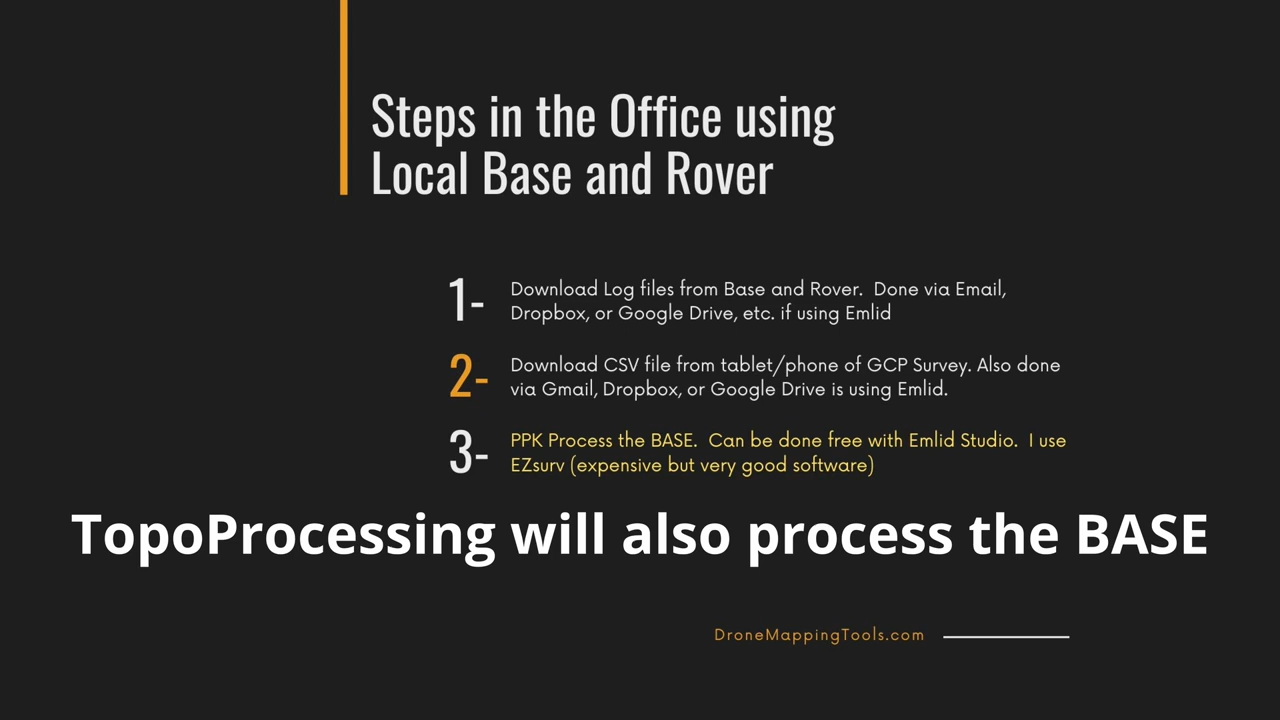 Steps in the Office using
Local Base and Rover
1-
Download Log files from Base and Rover.  Done via Email,
Dropbox, or Google Drive, etc. if using Emlid
2-
Download CSV file from tablet/phone of GCP Survey. Also done
via Gmail, Dropbox, or Google Drive is using Emlid.
3-
PPK Process the BASE.  Can be done free with Emlid Studio.  I use
EZsurv (expensive but very good software)
TopoProcessing will also process the BASE
DroneMappingTools.com